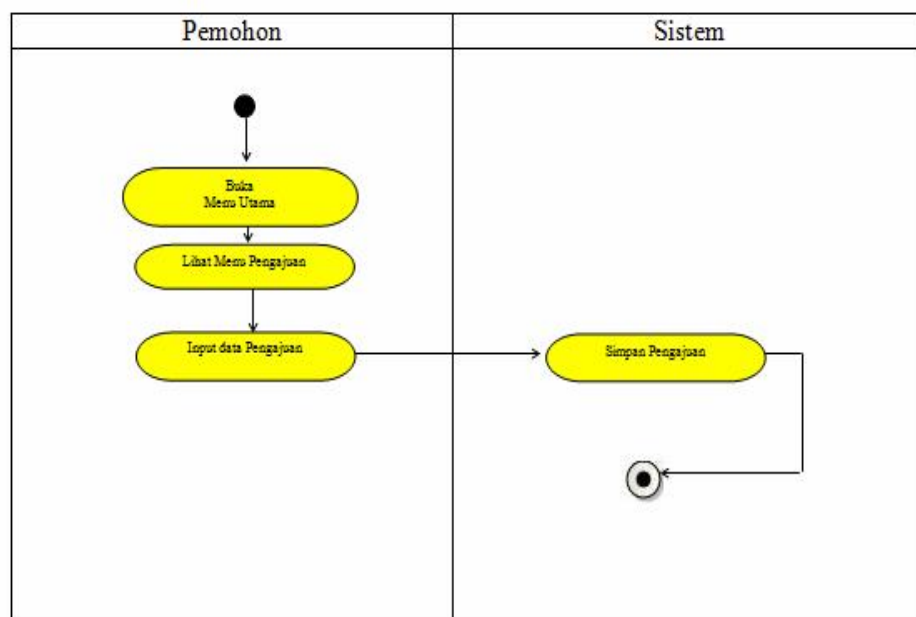 Pemohon
Sistem
Buka
Menu Utama
Lihat Menu Pengajuan
Input data Pengajuan
Simpan Pengajuan